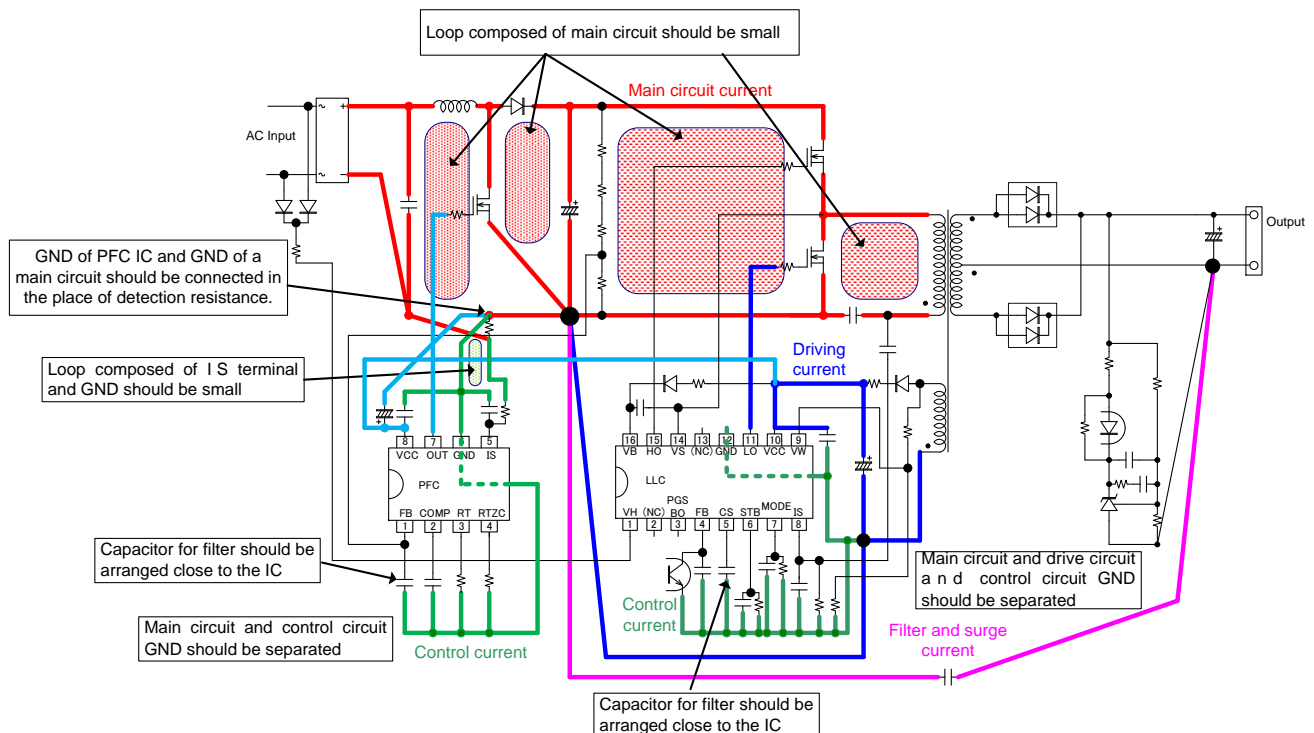 Loop composed of main circuit should be small
Main circuit current
AC Input
+
~
~
-
GND of PFC IC and GND of a
main circuit should be connected in
the place of detection resistance.
Output
Loop composed of I S terminal
and GND should be small
Driving
current
8 7 6 5
VCC OUT GND IS
PFC
FB COMP RT RTZC
1 2 3 4
16 15 14 13 12 11 10 9
VB HO VS (NC) GND LO VCC VW
LLC
PGS
VH (NC) BO FB CS STB MODE IS
1 2 3 4 5 6 7 8
Capacitor for filter should be
arranged close to the IC
Main circuit and control circuit
GND should be separated
Control current
Control
current
Main circuit and drive circuit
and control circuit GND
should be separated
Filter and surge
current
Capacitor for filter should be
arranged close to the IC